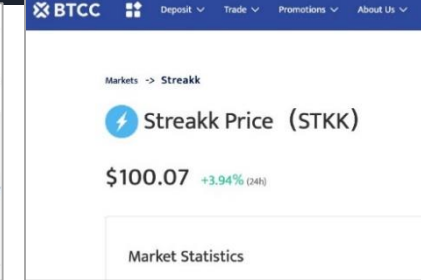 BTCC Deposit Trade Promotions About Us
Markets -> Streakk
Streakk Price (STKK)
$100.07 +3.94% (24h)
Market Statistics